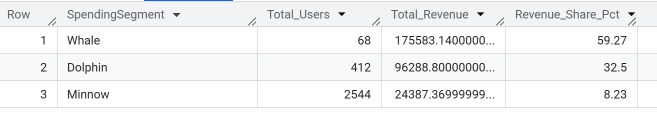 Row SpendingSegment Total_Users Total_Revenue Revenue_Share_Pct
1 Whale 68 175583.1400000... 59.27
2 Dolphin 412 96288.80000000... 32.5
3 Minnow 2544 24387.36999999... 8.23